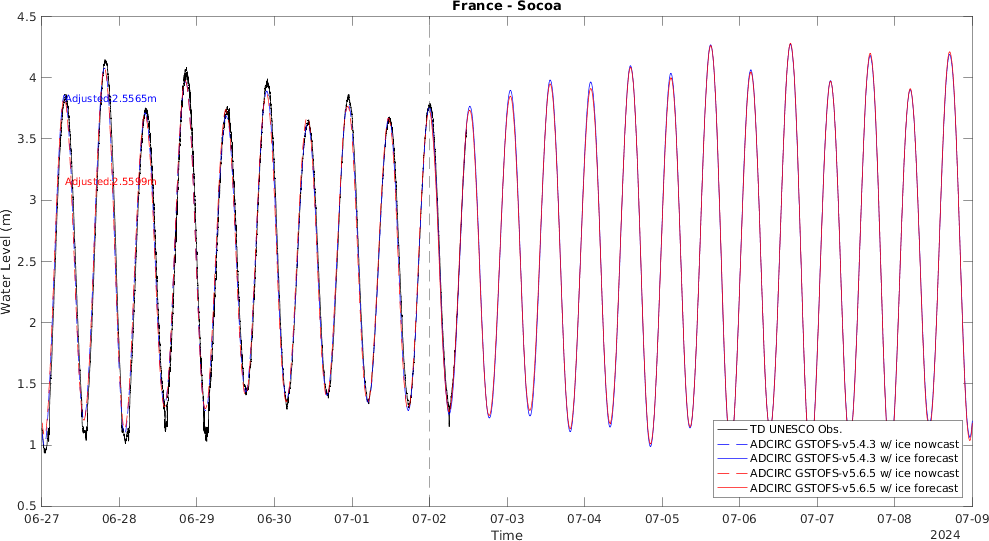 France - Socoa
4.5
4
3.5
3
2.5
2
1.5
1
0.5
Water Level (m)
Adjusted:2.5565m
Adjusted:2.5599m
TD UNESCO Obs.
ADCIRC GSTOFS-v5.4.3 w/ ice nowcast
ADCIRC GSTOFS-v5.4.3 w/ ice forecast
ADCIRC GSTOFS-v5.6.5 w/ ice nowcast
ADCIRC GSTOFS-v5.6.5 w/ ice forecast
06-27 06-28 06-29 06-30 07-01 07-02 07-03 07-04 07-05 07-06 07-07 07-08 07-09
Time
2024